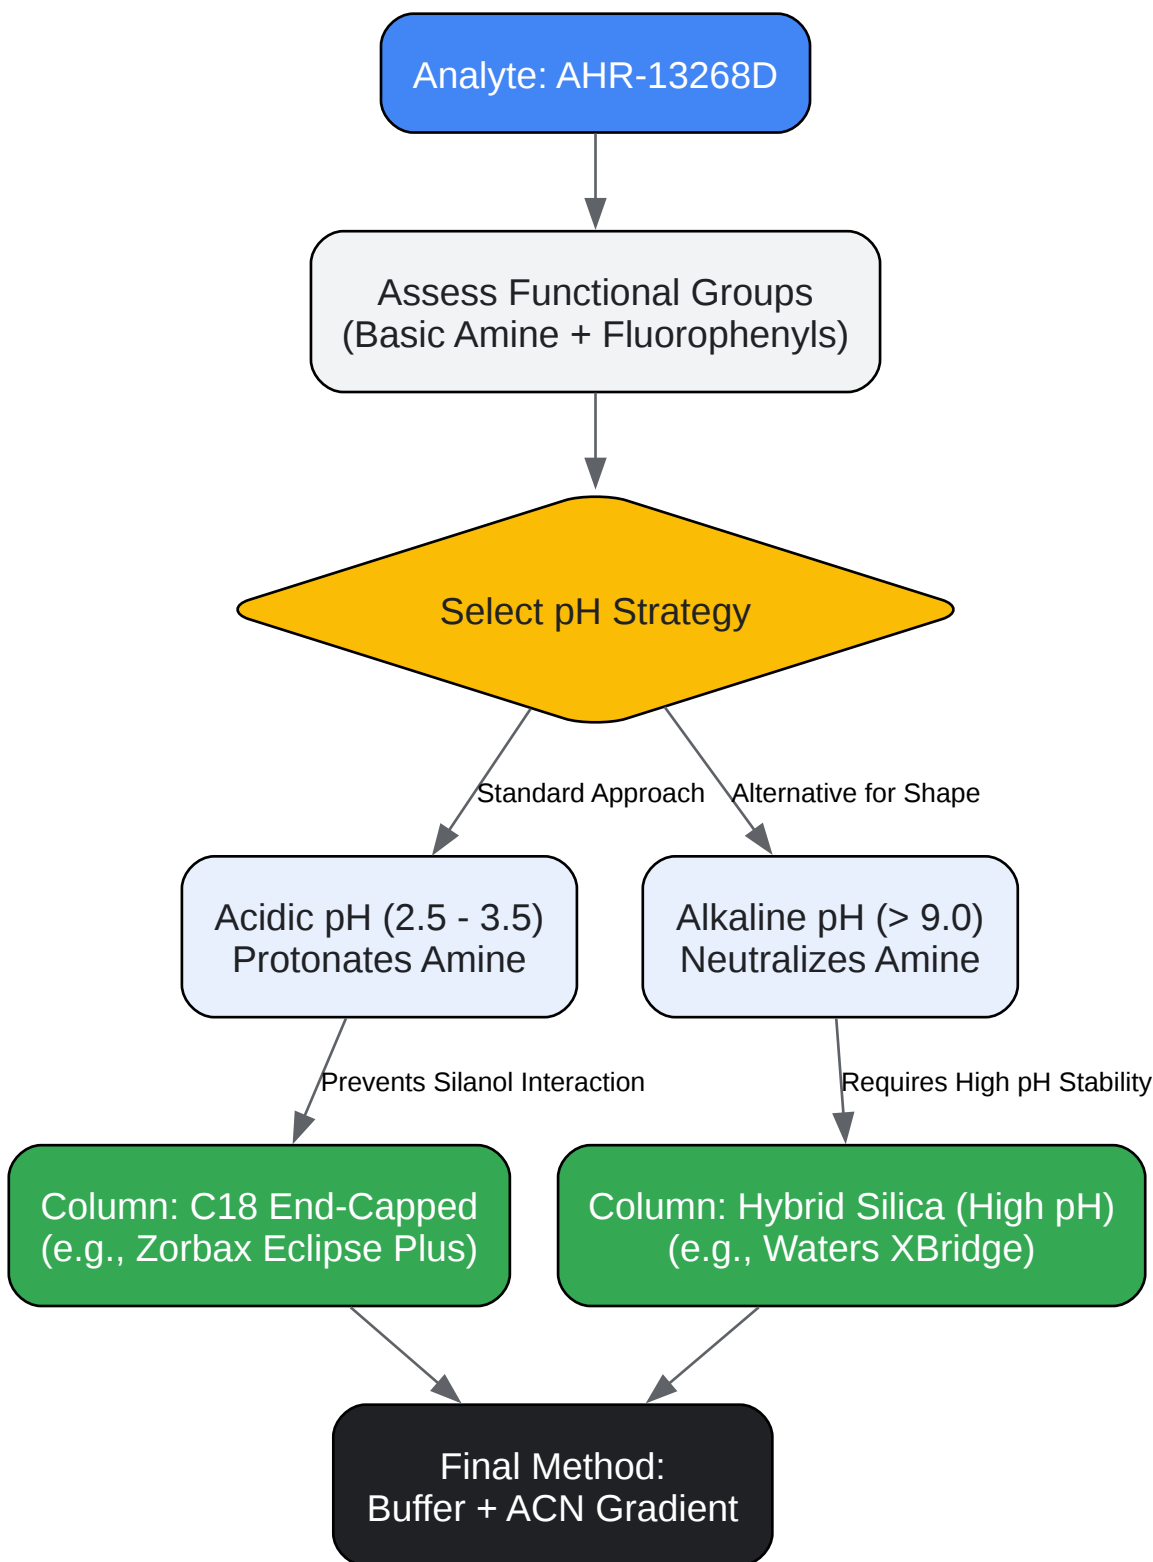 Analyte: AHR-13268D
Assess Functional Groups
(Basic Amine + Fluorophenyls)
Select pH Strategy
Standard Approach
Alternative for Shape
Acidic pH (2.5 - 3.5)
Protonates Amine
Alkaline pH (> 9.0)
Neutralizes Amine
Prevents Silanol Interaction
Requires High pH Stability
Column: C18 End-Capped
(e.g., Zorbax Eclipse Plus)
Column: Hybrid Silica (High pH)
(e.g., Waters XBridge)
Final Method:
Buffer + ACN Gradient